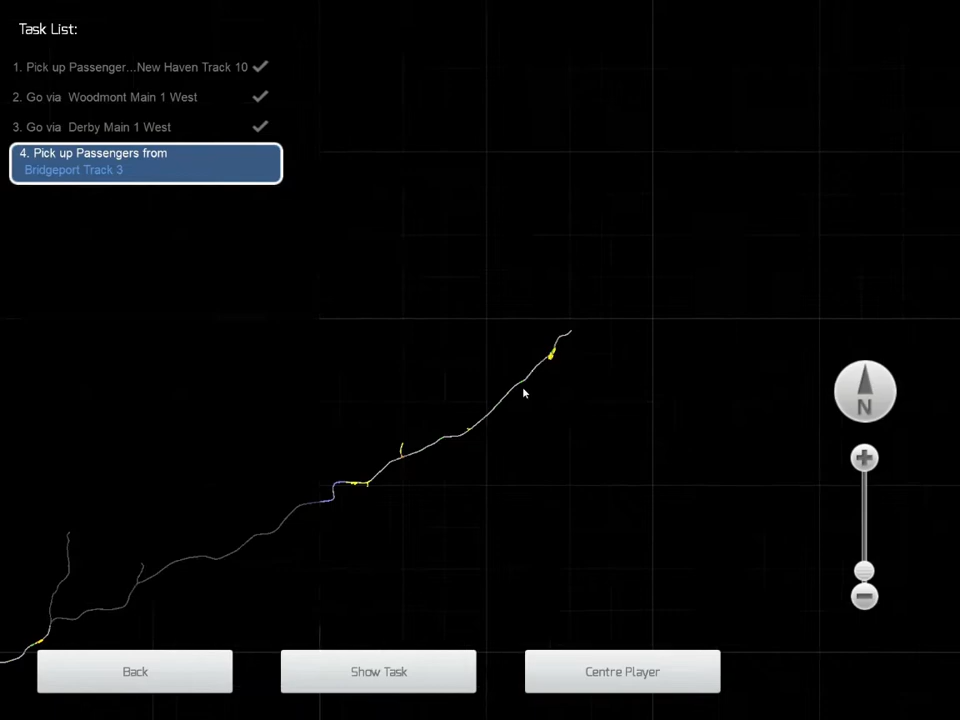 Task List:
1. Pick up Passenger...New Haven Track 10
2. Go via Woodmont Main 1 West
3. Go via Derby Main 1 West
4. Pick up Passengers from
Bridgeport Track 3
N
Back
Show Task
Centre Player